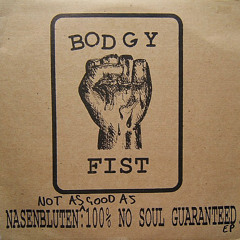 BODGY
FIST
NOT AS GOOD AS
NASENBLUTEN: 100% NO SOUL GUARANTEED
EP